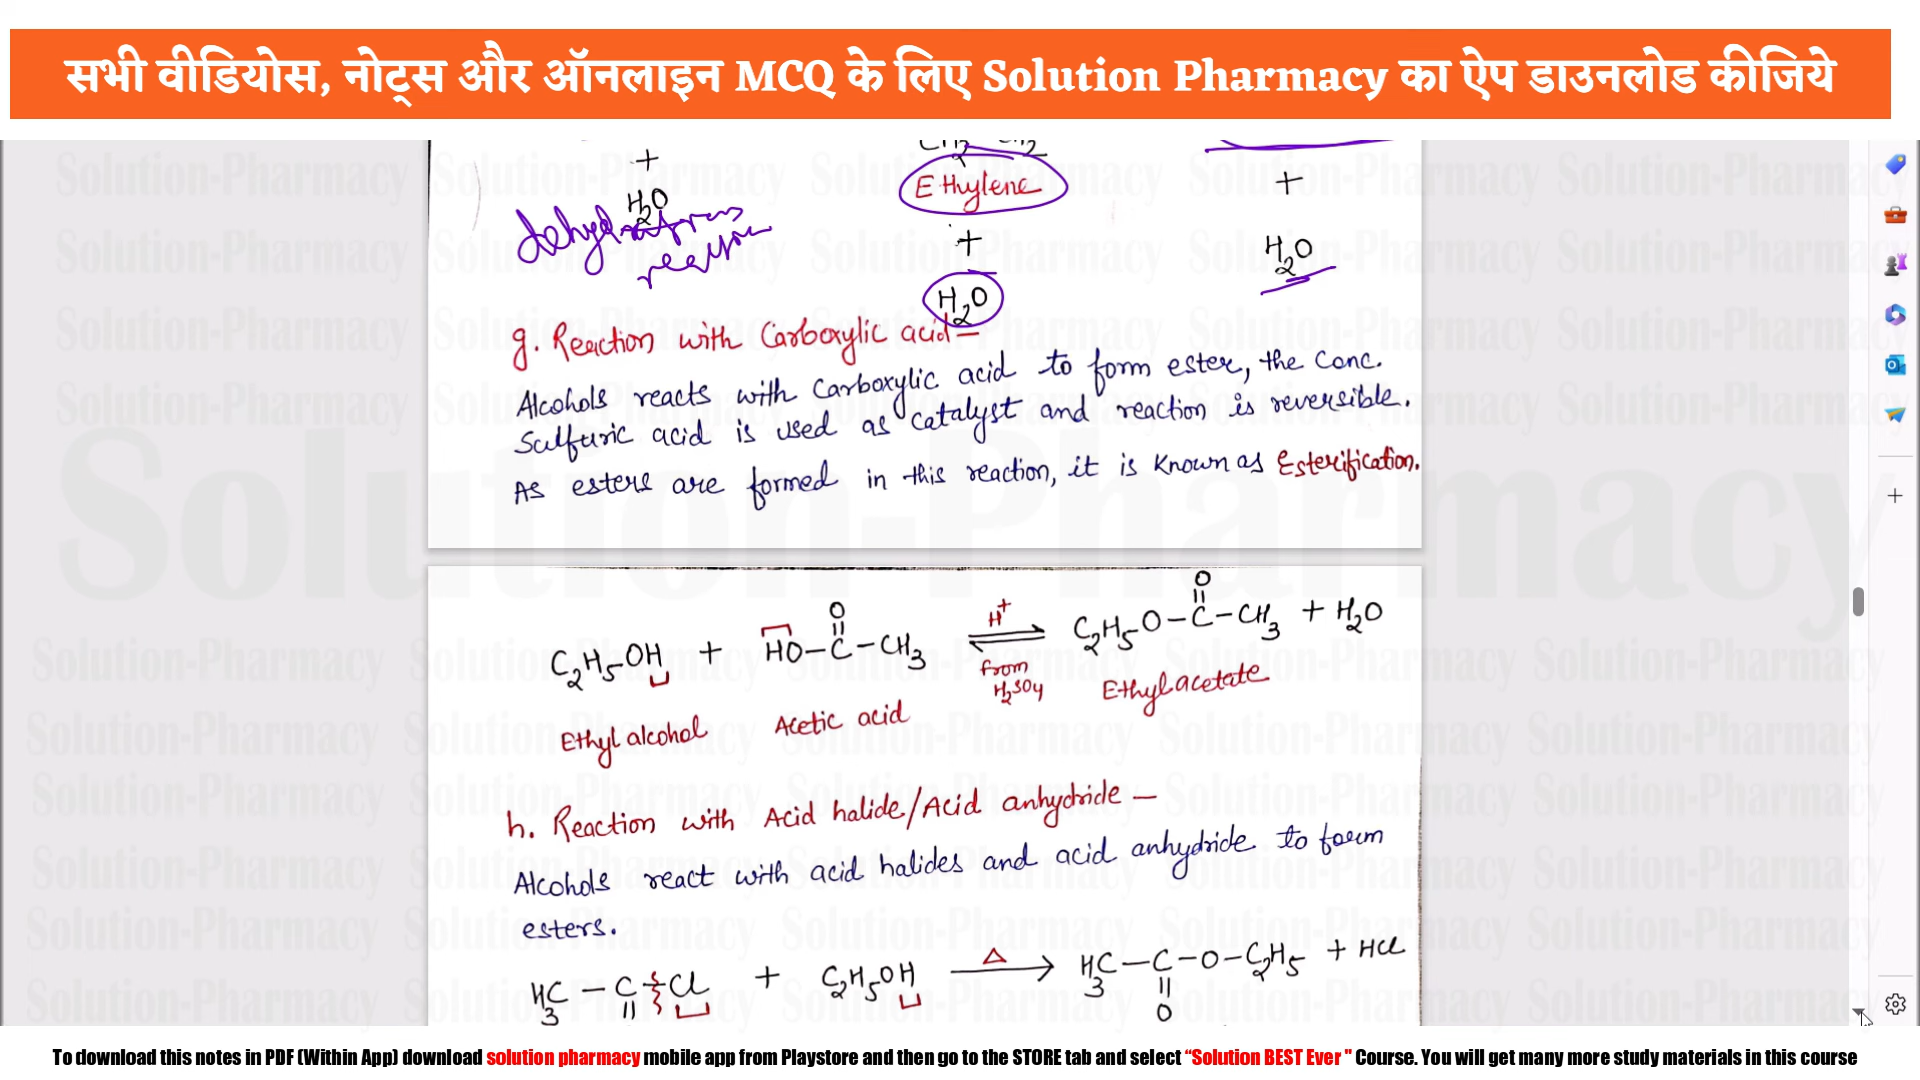 सभी वीडियोस, नोट्स और ऑनलाइन MCQ के लिए Solution Pharmacy का ऐप डाउनलोड कीजिये
+
H2O
Ethylene
+
H2O
+
H2O
g. Reaction with Carboxylic acid -
Alcohols reacts with carboxylic acid to form ester, the conc.
Sulfuric acid is used as catalyst and reaction is reversible.
As esters are formed in this reaction, it is known as Esterification.
C2H5OH + HO-C-CH3 ⇌ C2H5O-C-CH3 + H2O
O
||
H+
from
H2SO4
O
||
Ethyl alcohol
Acetic acid
Ethylacetate
h. Reaction with Acid halide/Acid anhydride -
Alcohols react with acid halides and acid anhydride to form
esters.
H3C - C - Cl + C2H5OH → H3C - C - O - C2H5 + HCl
||
Δ
||
O
Solution-Pharmacy
To download this notes in PDF (Within App) download solution pharmacy mobile app from Playstore and then go to the STORE tab and select “Solution BEST Ever " Course. You will get many more study materials in this course